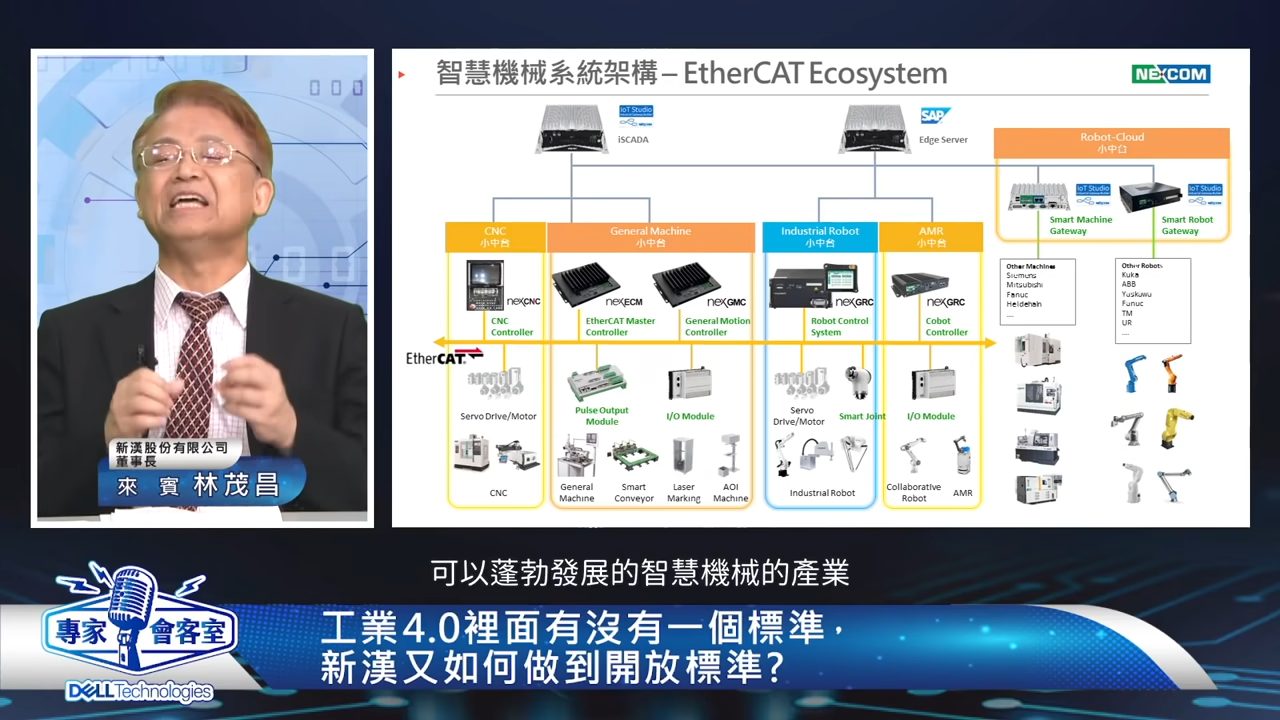 智慧機械系統架構 – EtherCAT Ecosystem
NEXCOM
IoT Studio
iSCADA
SAP
Edge Server
Robot-Cloud
小中台
IoT Studio
IoT Studio
Smart Machine
Gateway
Smart Robot
Gateway
CNC
小中台
General Machine
小中台
Industrial Robot
小中台
AMR
小中台
Other Machines
Siemens
Mitsubishi
Fanuc
Heidehain
....
Other Robots
Kuka
ABB
Yaskawa
Funuc
TM
UR
....
NEXCNC
NEXECM
NEXGMC
NEXGRC
NEXGRC
CNC
Controller
EtherCAT Master
Controller
General Motion
Controller
Robot Control
System
Cobot
Controller
EtherCAT
Servo Drive/Motor
Pulse Output
Module
I/O Module
Servo
Drive/Motor
Smart Joint
I/O Module
CNC
General
Machine
Smart
Conveyor
Laser
Marking
AOI
Machine
Industrial Robot
Collaborative
Robot
AMR
新漢股份有限公司
董事長
來賓 林茂昌
可以蓬勃發展的智慧機械的產業
專家會客室
DELLTechnologies
工業4.0裡面有沒有一個標準，
新漢又如何做到開放標準?